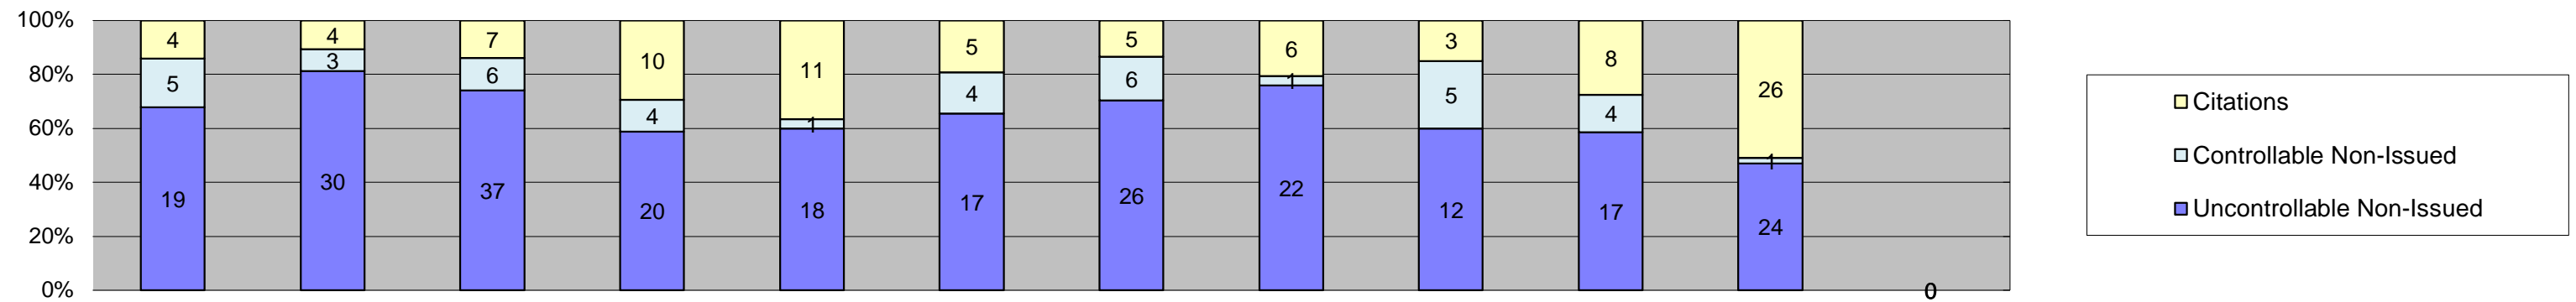 100%
80%
60%
40%
20%
0%
4 4 7 10 11 5 5 6 3 8 26
5 3 6 4 1 4 6 1 5 4 1
19 30 37 20 18 17 26 22 12 17 24
0
Citations
Controllable Non-Issued
Uncontrollable Non-Issued